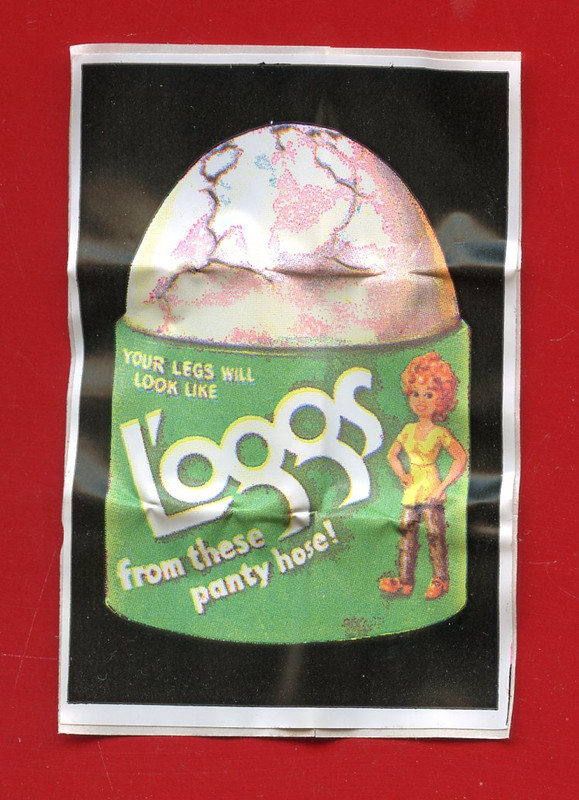 YOUR LEGS WILL
LOOK LIKE
L'oggs
from these
panty hose!